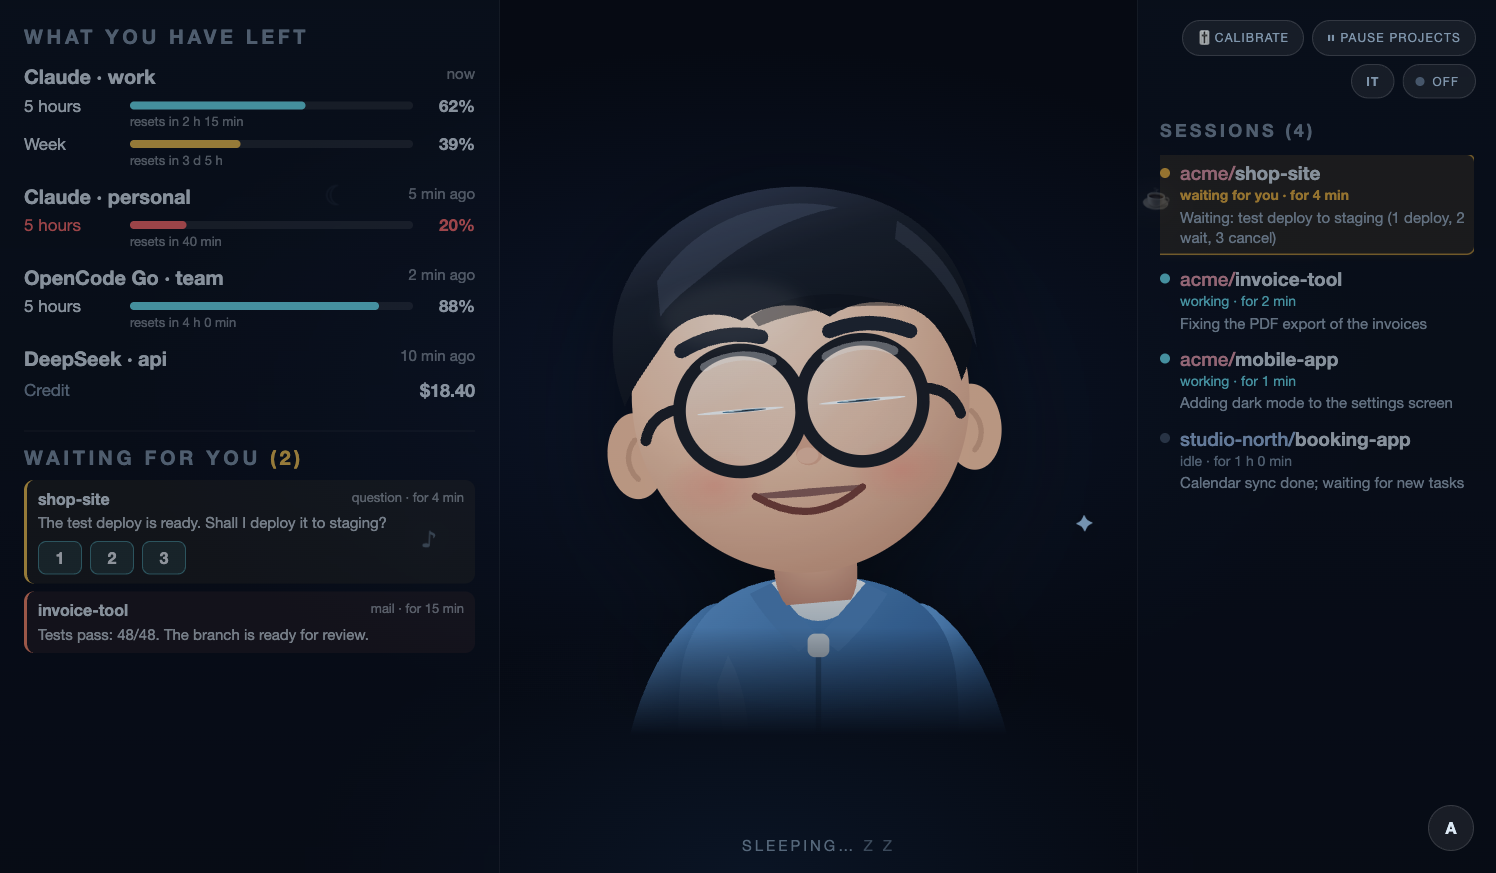 WHAT YOU HAVE LEFT
Claude · work now
5 hours 62%
resets in 2 h 15 min
Week 39%
resets in 3 d 5 h
Claude · personal 5 min ago
5 hours 20%
resets in 40 min
OpenCode Go · team 2 min ago
5 hours 88%
resets in 4 h 0 min
DeepSeek · api 10 min ago
Credit $18.40
WAITING FOR YOU (2)
shop-site question · for 4 min
The test deploy is ready. Shall I deploy it to staging?
1 2 3
invoice-tool mail · for 15 min
Tests pass: 48/48. The branch is ready for review.
SLEEPING... Z Z
CALIBRATE PAUSE PROJECTS
IT OFF
SESSIONS (4)
acme/shop-site
waiting for you · for 4 min
Waiting: test deploy to staging (1 deploy, 2
wait, 3 cancel)
acme/invoice-tool
working · for 2 min
Fixing the PDF export of the invoices
acme/mobile-app
working · for 1 min
Adding dark mode to the settings screen
studio-north/booking-app
idle · for 1 h 0 min
Calendar sync done; waiting for new tasks
A